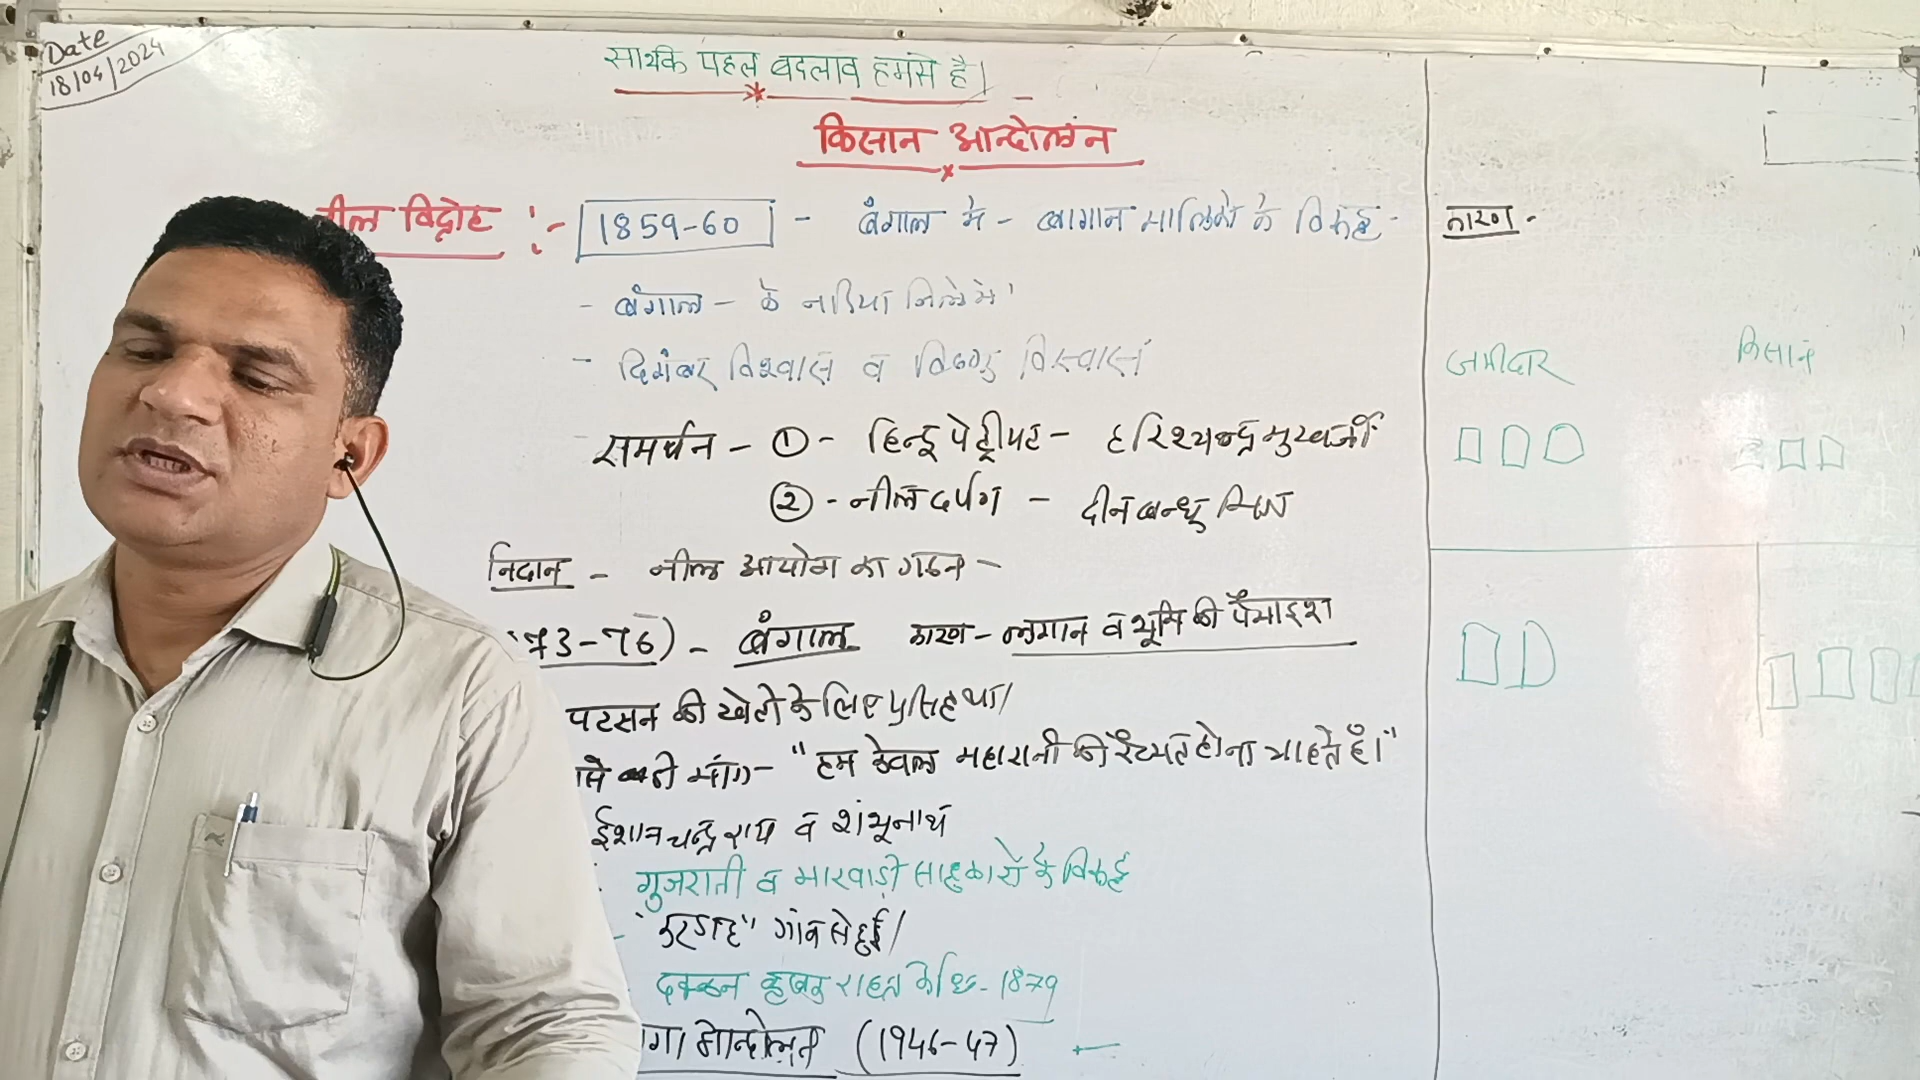 Date
18/04/2024
सार्थक पहल बदलाव हमसे है।
किसान आन्दोलन
नील विद्रोह :- 1859-60 - बंगाल में - बागान मालिकों के विरुद्ध -
- बंगाल - के नादिया जिले में
- दिगंबर विश्वास व विष्णु विश्वास
समर्थन - ① - हिन्दू पेट्रीयट - हरिश्चन्द्र मुखर्जी
② - नील दर्पण - दीनबन्धु मित्र
निदान - नील आयोग का गठन -
73-76) - बंगाल कारण - लगान व भूमि की पैमाइश
पटसन की खेती के लिए प्रसिद्ध था।
की मांग - "हम केवल महारानी की रैय्यत होना चाहते हैं।"
ईशानचन्द्र राय व शंभूनाथ
गुजराती व मारवाड़ी साहुकारों के विरुद्ध
"करडाह" गांव से हुई।
दक्कन कृषक राहत अधि - 1879
आन्दोलन (1946-47)
कारण -
जमीदार किसान